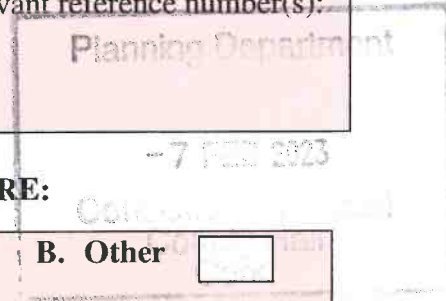 vant reference number(s):
Planning Department
- 7 FEB 2023
RE:
B. Other